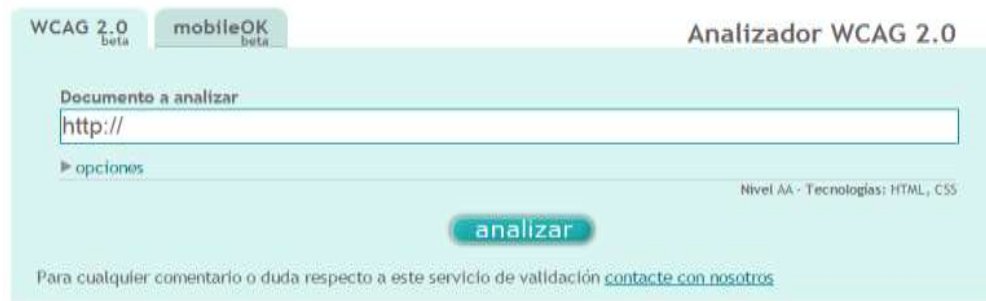 WCAG 2.0 beta
mobileOK beta
Analizador WCAG 2.0
Documento a analizar
http://
opciones
Nivel AA - Tecnologías: HTML, CSS
analizar
Para cualquier comentario o duda respecto a este servicio de validación contacte con nosotros